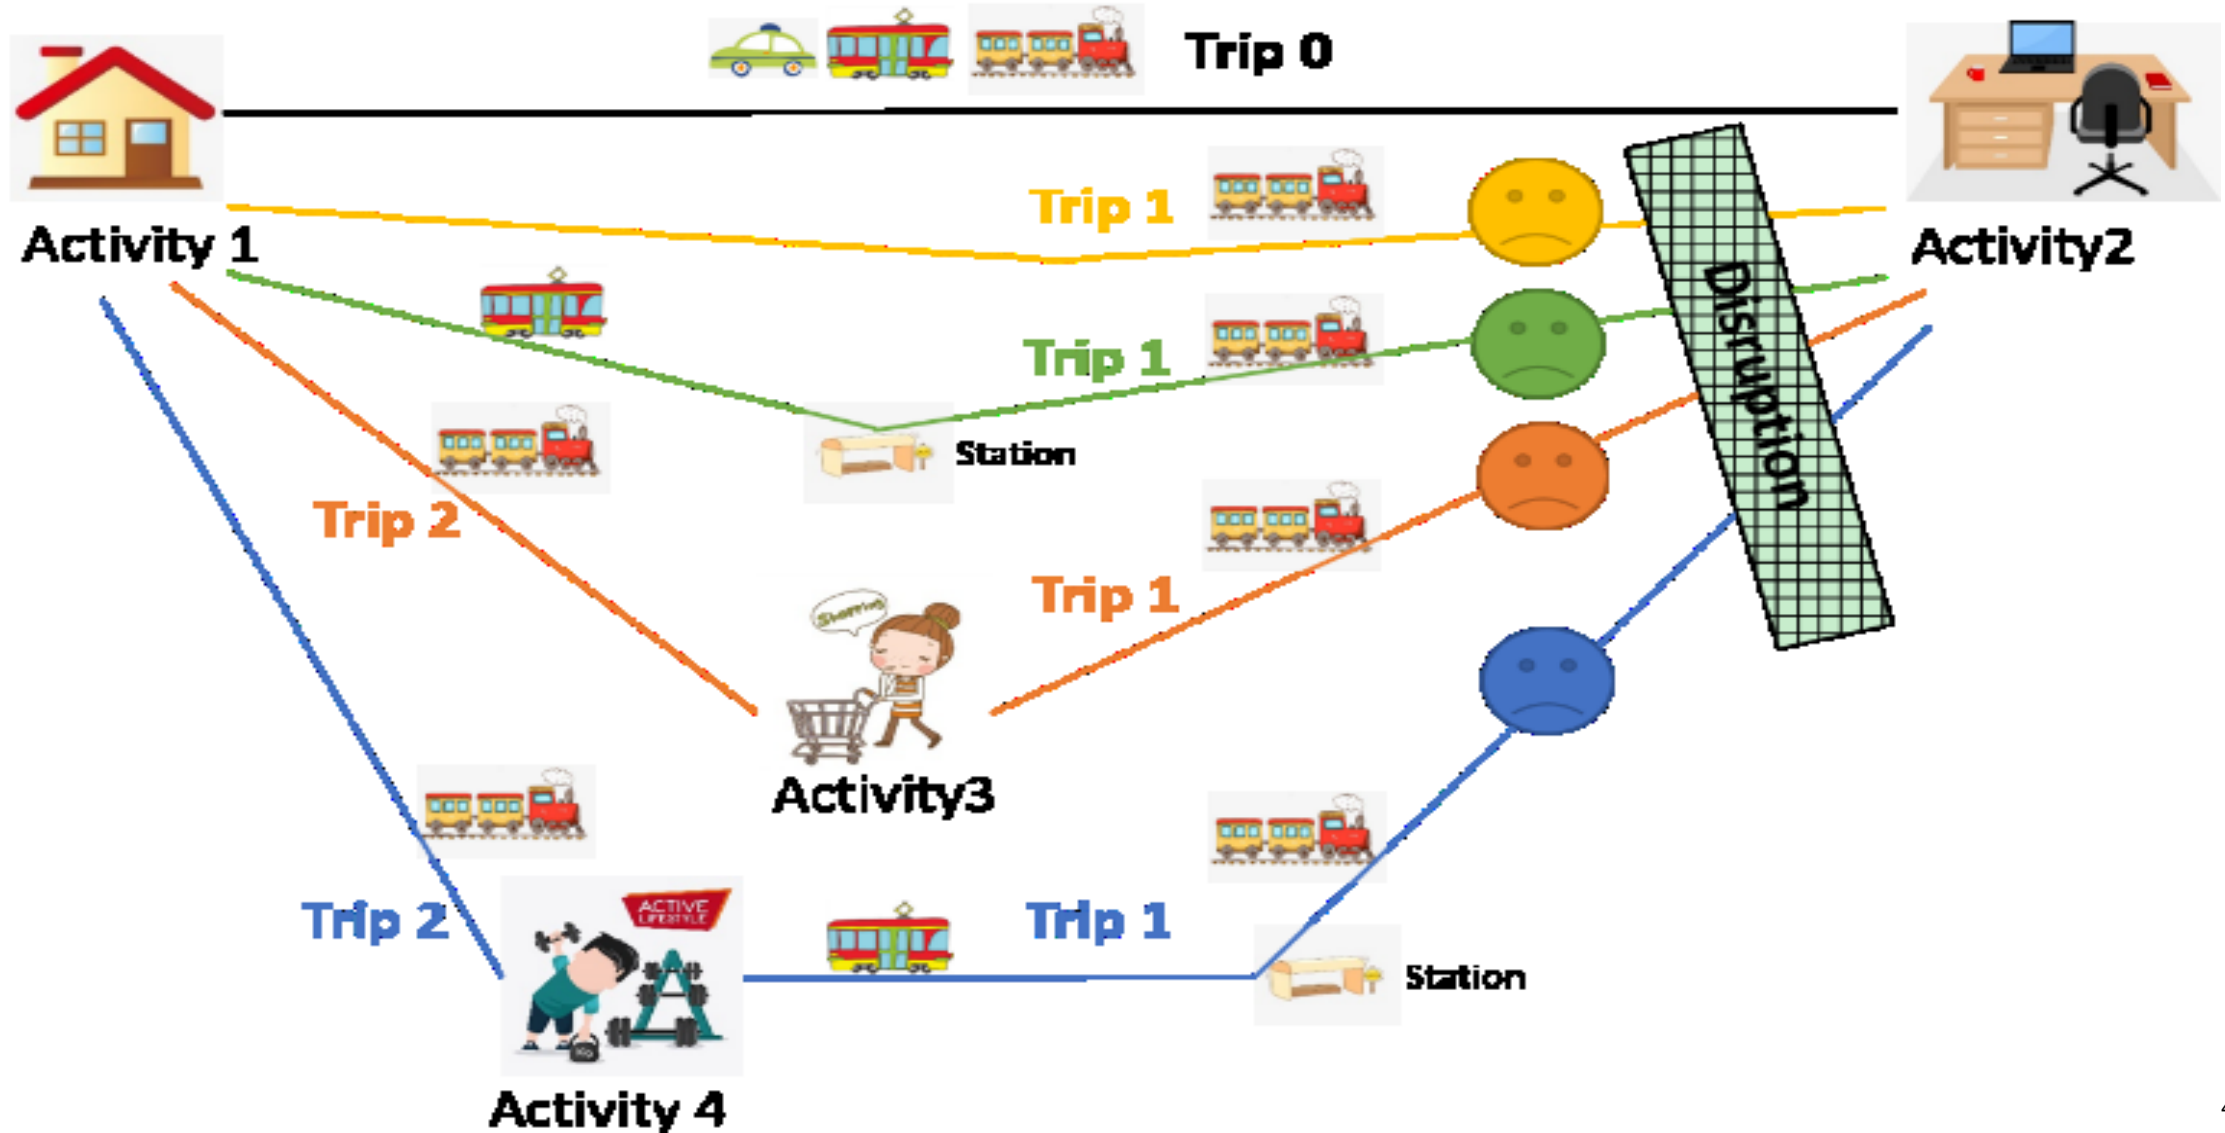 Trip 0
Activity 1
Trip 1
Activity2
Trip 1
Disruption
Station
Trip 2
Trip 1
Shopping
Activity3
Trip 2
ACTIVE
LIFESTYLE
Trip 1
Station
Activity 4